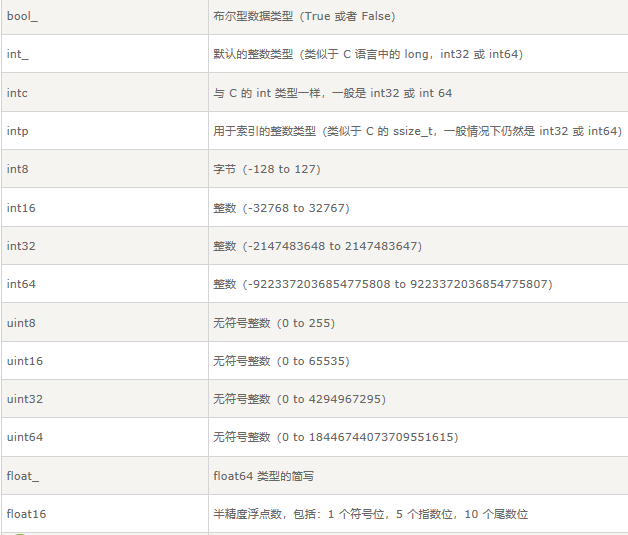 bool_ 布尔型数据类型（True 或者 False）
int_ 默认的整数类型（类似于 C 语言中的 long，int32 或 int64）
intc 与 C 的 int 类型一样，一般是 int32 或 int 64
intp 用于索引的整数类型（类似于 C 的 ssize_t，一般情况下仍然是 int32 或 int64）
int8 字节（-128 to 127）
int16 整数（-32768 to 32767）
int32 整数（-2147483648 to 2147483647）
int64 整数（-9223372036854775808 to 9223372036854775807）
uint8 无符号整数（0 to 255）
uint16 无符号整数（0 to 65535）
uint32 无符号整数（0 to 4294967295）
uint64 无符号整数（0 to 18446744073709551615）
float_ float64 类型的简写
float16 半精度浮点数，包括：1 个符号位，5 个指数位，10 个尾数位